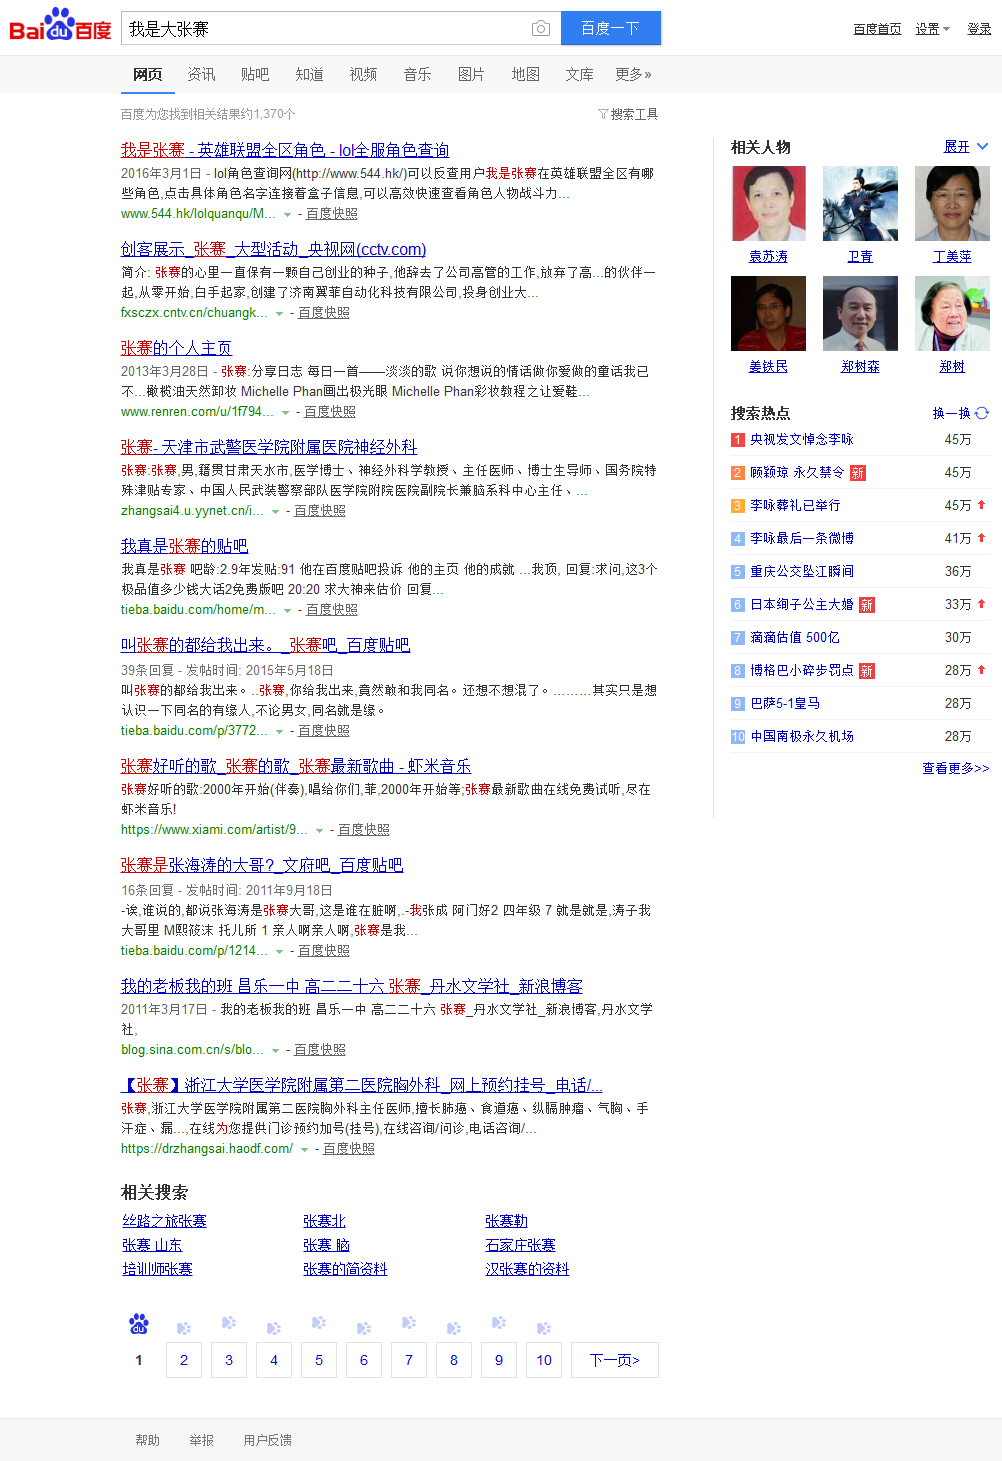 Bai du 百度
我是大张赛
百度一下
百度首页 设置 登录
网页 资讯 贴吧 知道 视频 音乐 图片 地图 文库 更多»
百度为您找到相关结果约1,370个
搜索工具
我是张赛 - 英雄联盟全区角色 - lol全服角色查询
2016年3月1日 - lol角色查询网(http://www.544.hk/)可以反查用户我是张赛在英雄联盟全区有哪
些角色,点击具体角色名字连接着盒子信息,可以高效快速查看角色人物战斗力...
www.544.hk/lolquanqu/M... - 百度快照
创客展示_张赛_大型活动_央视网(cctv.com)
简介: 张赛的心里一直保有一颗自己创业的种子,他辞去了公司高管的工作,放弃了高...的伙伴一
起,从零开始,白手起家,创建了济南翼菲自动化科技有限公司,投身创业大...
fxsczx.cntv.cn/chuangk... - 百度快照
张赛的个人主页
2013年3月28日 - 张赛:分享日志 每日一首——淡淡的歌 说你想说的情话做你爱做的童话我已
不...橄榄油天然卸妆 Michelle Phan画出极光眼 Michelle Phan彩妆教程之让爱鞋...
www.renren.com/u/1f794... - 百度快照
张赛- 天津市武警医学院附属医院神经外科
张赛:张赛,男,籍贯甘肃天水市,医学博士、神经外科学教授、主任医师、博士生导师、国务院特
殊津贴专家、中国人民武装警察部队医学院附院医院副院长兼脑系科中心主任、...
zhangsai4.u.yynet.cn/i... - 百度快照
我真是张赛的贴吧
我真是张赛 吧龄:2.9年发贴:91 他在百度贴吧投诉 他的主页 他的成就 ...我顶, 回复:求问,这3个
极品值多少钱大话2免费版吧 20:20 求大神来估价 回复...
tieba.baidu.com/home/m... - 百度快照
叫张赛的都给我出来。_张赛吧_百度贴吧
39条回复 - 发帖时间: 2015年5月18日
叫张赛的都给我出来。..张赛,你给我出来,竟然敢和我同名。还想不想混了。………其实只是想
认识一下同名的有缘人,不论男女,同名就是缘。
tieba.baidu.com/p/3772... - 百度快照
张赛好听的歌_张赛的歌_张赛最新歌曲 - 虾米音乐
张赛好听的歌:2000年开始(伴奏),唱给你们,菲,2000年开始等;张赛最新歌曲在线免费试听,尽在
虾米音乐!
https://www.xiami.com/artist/9... - 百度快照
张赛是张海涛的大哥?_文府吧_百度贴吧
16条回复 - 发帖时间: 2011年9月18日
-诶,谁说的,都说张海涛是张赛大哥,这是谁在脏啊,.-我张成 阿门好2 四年级 7 就是就是,涛子我
大哥里 M熙筱沫 托儿所 1 亲人啊亲人啊,张赛是我...
tieba.baidu.com/p/1214... - 百度快照
我的老板我的班 昌乐一中 高二二十六 张赛_丹水文学社_新浪博客
2011年3月17日 - 我的老板我的班 昌乐一中 高二二十六 张赛_丹水文学社_新浪博客,丹水文学
社,
blog.sina.com.cn/s/blo... - 百度快照
【张赛】浙江大学医学院附属第二医院胸外科_网上预约挂号_电话/...
张赛,浙江大学医学院附属第二医院胸外科主任医师,擅长肺癌、食道癌、纵膈肿瘤、气胸、手
汗症、漏...,在线为您提供门诊预约加号(挂号),在线咨询/问诊,电话咨询/...
https://drzhangsai.haodf.com/ - 百度快照
相关搜索
丝路之旅张赛 张赛北 张赛勒
张赛 山东 张赛 脑 石家庄张赛
培训师张赛 张赛的简资料 汉张赛的资料
du
1 2 3 4 5 6 7 8 9 10 下一页>
帮助 举报 用户反馈
相关人物 展开
袁苏涛 卫青 丁美萍
姜铁民 郑树森 郑树
搜索热点 换一换
1 央视发文悼念李咏 45万
2 顾颖琼 永久禁令 新 45万
3 李咏葬礼已举行 45万
4 李咏最后一条微博 41万
5 重庆公交坠江瞬间 36万
6 日本绚子公主大婚 新 33万
7 滴滴估值 500亿 30万
8 博格巴小碎步罚点 新 28万
9 巴萨5-1皇马 28万
10 中国南极永久机场 28万
查看更多>>